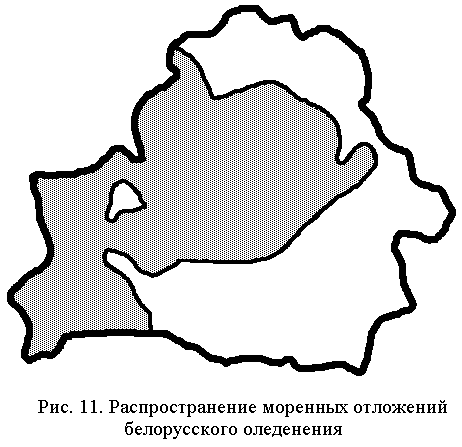 Рис. 11. Распространение моренных отложений
белорусского оледенения